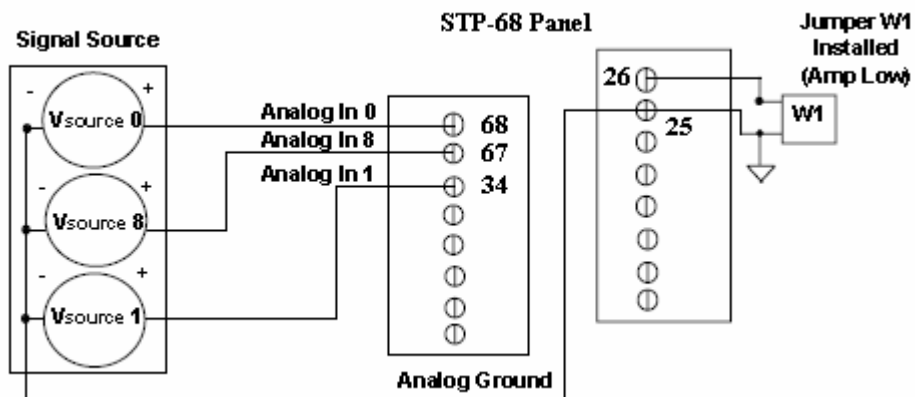 STP-68 Panel
Signal Source
Jumper W1
Installed
(Amp Low)
- +
Vsource 0
Analog In 0
68
26
W1
25
Analog In 8
67
- +
Vsource 8
Analog In 1
34
- +
Vsource 1
Analog Ground